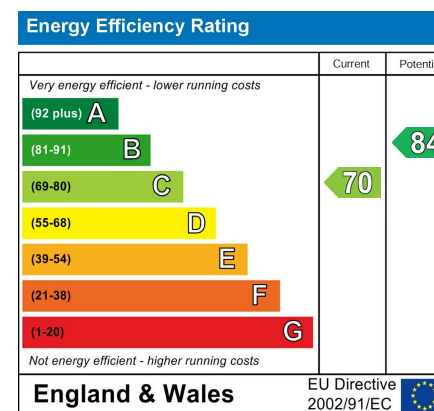 Energy Efficiency Rating
Current Potenti
Very energy efficient - lower running costs
(92 plus) A
(81-91) B
84
(69-80) C
70
(55-68) D
(39-54) E
(21-38) F
(1-20) G
Not energy efficient - higher running costs
England & Wales
EU Directive
2002/91/EC